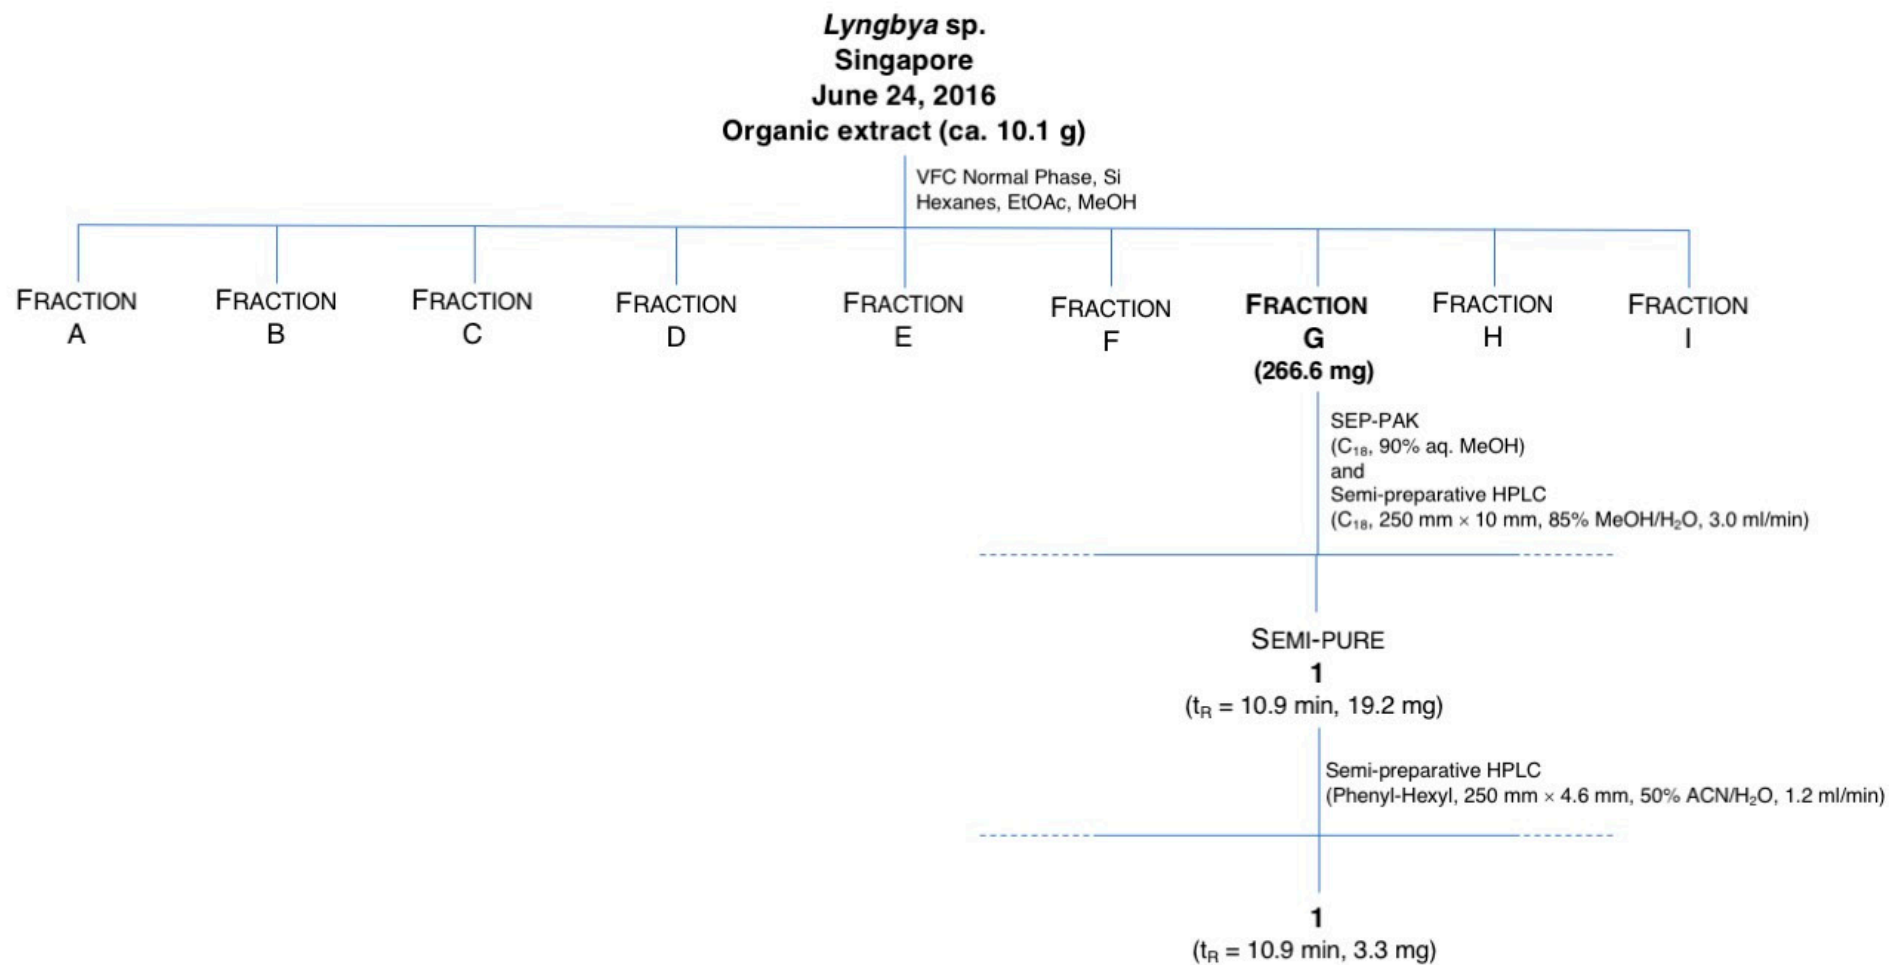 Lyngbya sp.
Singapore
June 24, 2016
Organic extract (ca. 10.1 g)
VFC Normal Phase, Si
Hexanes, EtOAc, MeOH
FRACTION
A
FRACTION
B
FRACTION
C
FRACTION
D
FRACTION
E
FRACTION
F
FRACTION
G
(266.6 mg)
FRACTION
H
FRACTION
I
SEP-PAK
(C₁₈, 90% aq. MeOH)
and
Semi-preparative HPLC
(C₁₈, 250 mm × 10 mm, 85% MeOH/H₂O, 3.0 ml/min)
SEMI-PURE
1
(tR = 10.9 min, 19.2 mg)
Semi-preparative HPLC
(Phenyl-Hexyl, 250 mm × 4.6 mm, 50% ACN/H₂O, 1.2 ml/min)
1
(tR = 10.9 min, 3.3 mg)